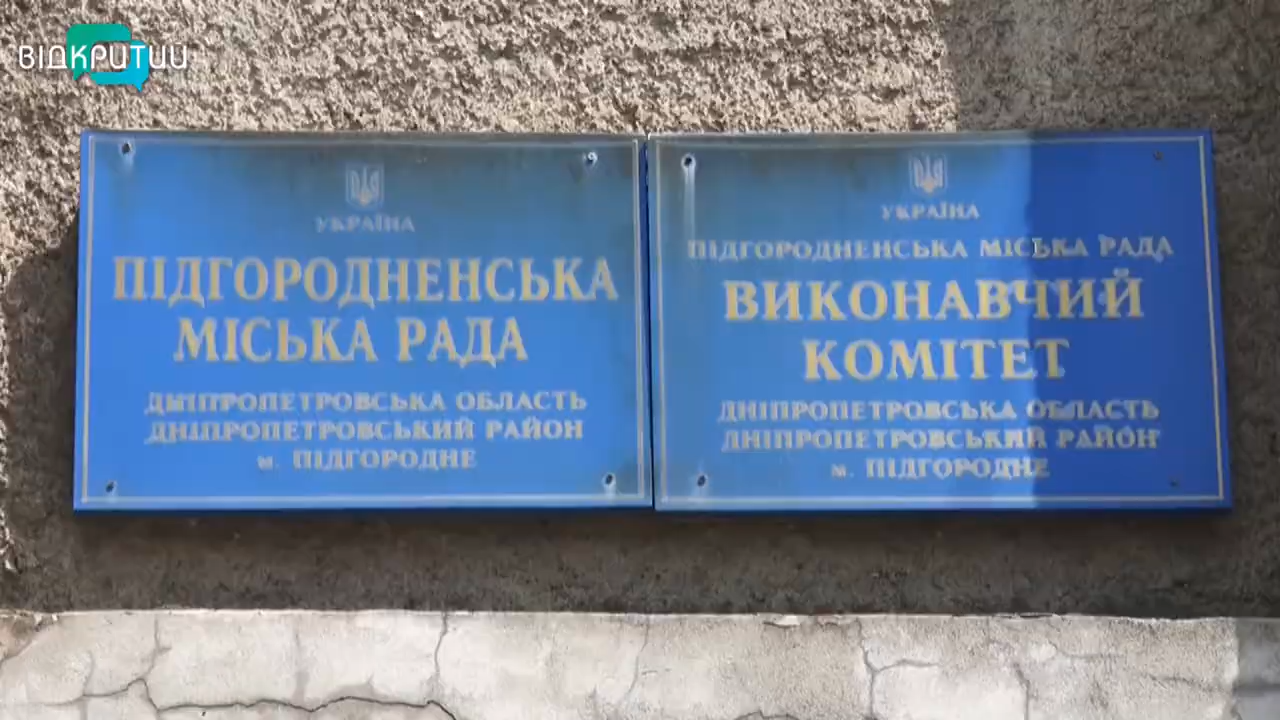 ВІДКРИТИЙ
УКРАЇНА
ПІДГОРОДНЕНСЬКА
МІСЬКА РАДА
ДНІПРОПЕТРОВСЬКА ОБЛАСТЬ
ДНІПРОПЕТРОВСЬКИЙ РАЙОН
м. ПІДГОРОДНЕ
УКРАЇНА
ПІДГОРОДНЕНСЬКА МІСЬКА РАДА
ВИКОНАВЧИЙ
КОМІТЕТ
ДНІПРОПЕТРОВСЬКА ОБЛАСТЬ
ДНІПРОПЕТРОВСЬКИЙ РАЙОН
м. ПІДГОРОДНЕ